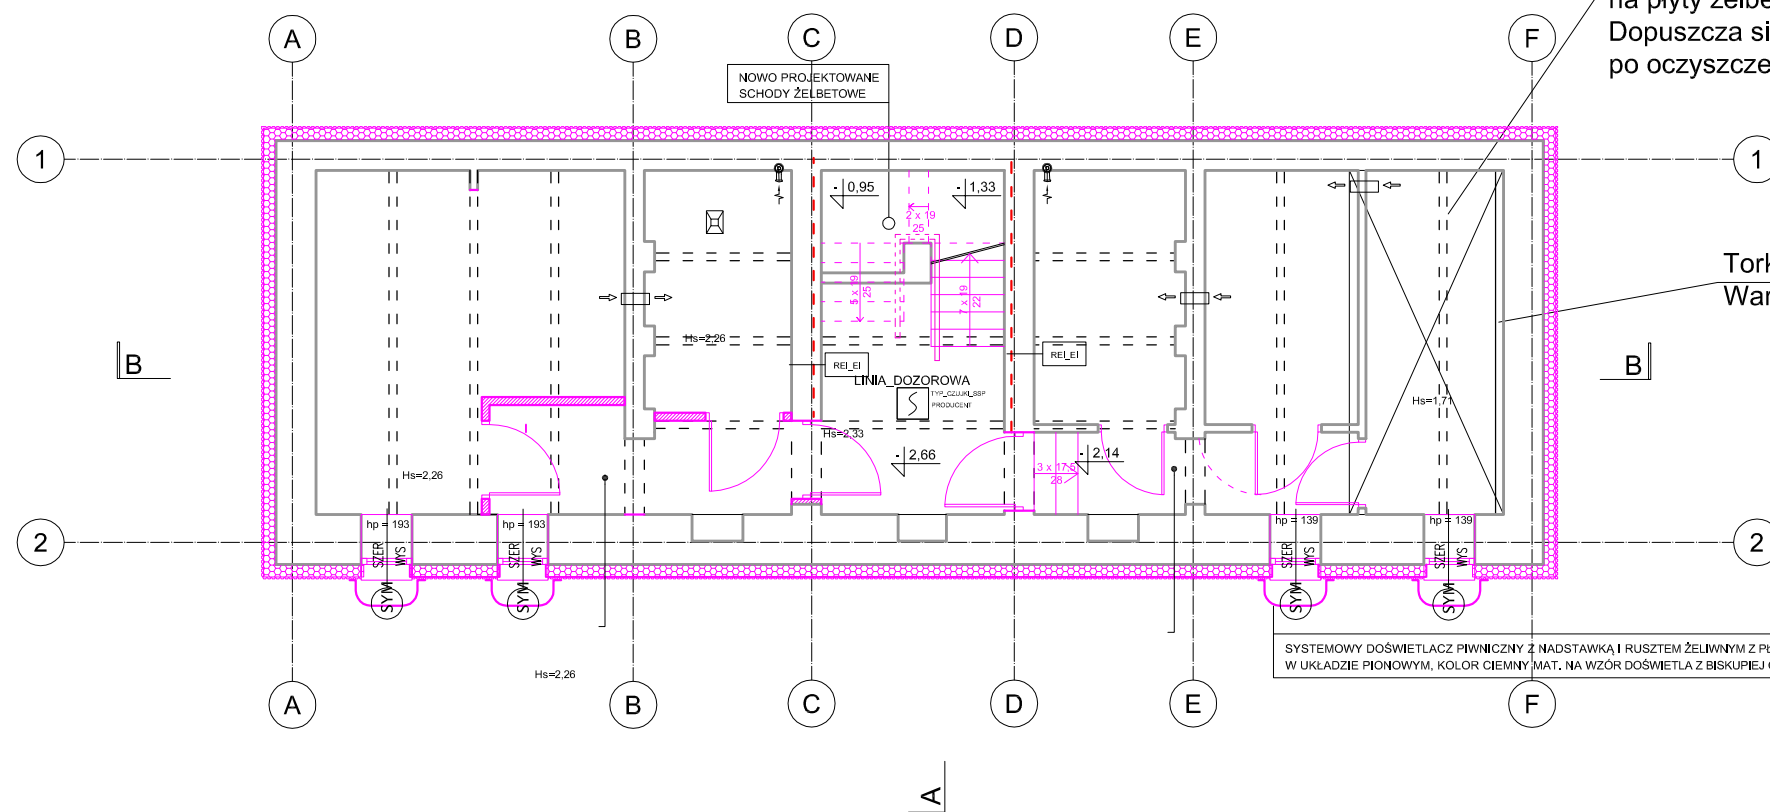 na płyty żelbe
Dopuszcza si
po oczyszcze
A
B
C
D
E
F
NOWO PROJEKTOWANE
SCHODY ŻELBETOWE
1
1
- 0,95
- 1,33
2 x 19
25
5 x 19
25
7 x 19
22
Tork
War
Hs=2,26
REI_EI
REI_EI
LINIA_DOZOROWA
TYP_CZUJKI_SSP
PRODUCENT
S
B
B
Hs=1,71
Hs=2,33
- 2,66
- 2,14
3 x 17,5
28
Hs=2,26
hp = 193
hp = 193
hp = 139
hp = 139
SZER
WYS
SZER
WYS
SZER
WYS
SZER
WYS
2
2
SYM
SYM
SYM
SYM
SYSTEMOWY DOŚWIETLACZ PIWNICZNY Z NADSTAWKĄ I RUSZTEM ŻELIWNYM Z
W UKŁADZIE PIONOWYM, KOLOR CIEMNY MAT. NA WZÓR DOŚWIETLA Z BISKUPIEJ
Hs=2,26
A
B
C
D
E
F
A